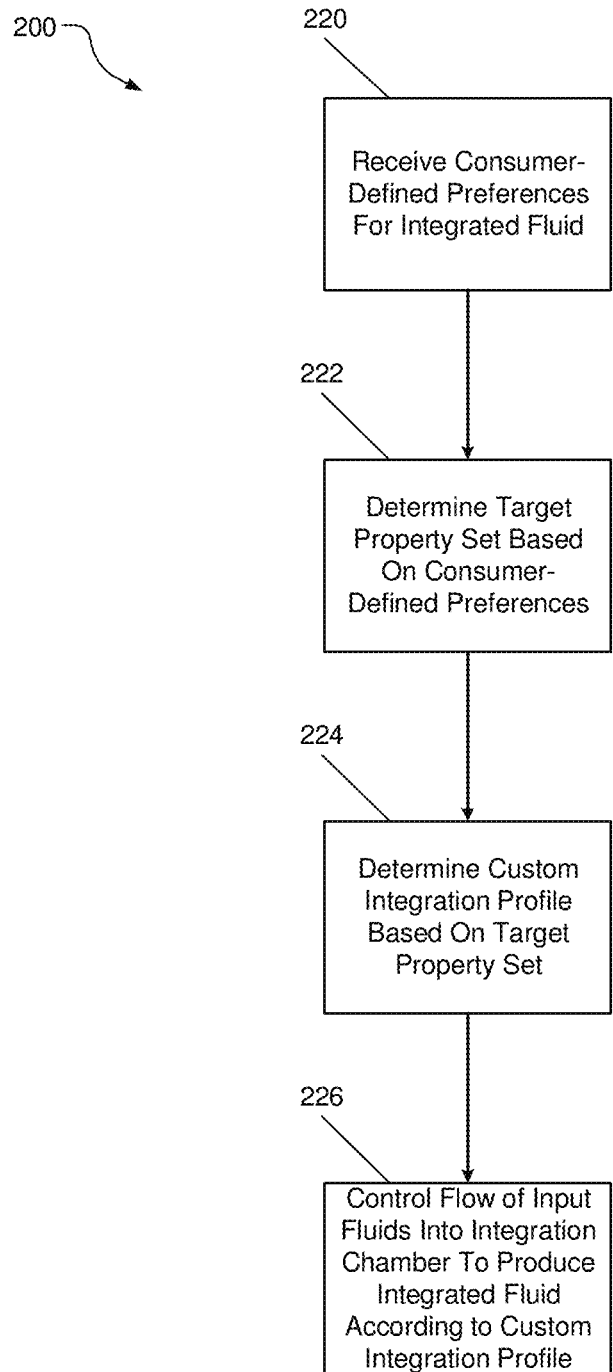 200
220
Receive Consumer-
Defined Preferences
For Integrated Fluid
222
Determine Target
Property Set Based
On Consumer-
Defined Preferences
224
Determine Custom
Integration Profile
Based On Target
Property Set
226
Control Flow of Input
Fluids Into Integration
Chamber To Produce
Integrated Fluid
According to Custom
Integration Profile